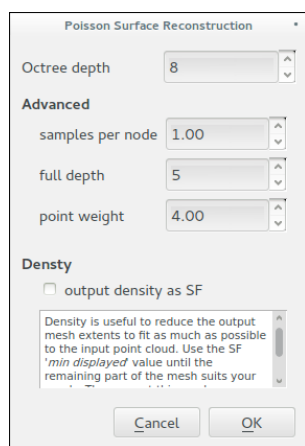 Poisson Surface Reconstruction
Octree depth 8
Advanced
samples per node 1.00
full depth 5
point weight 4.00
Densty
output density as SF
Density is useful to reduce the output
mesh extents to fit as much as possible
to the input point cloud. Use the SF
'min displayed' value until the
remaining part of the mesh suits your
Cancel OK